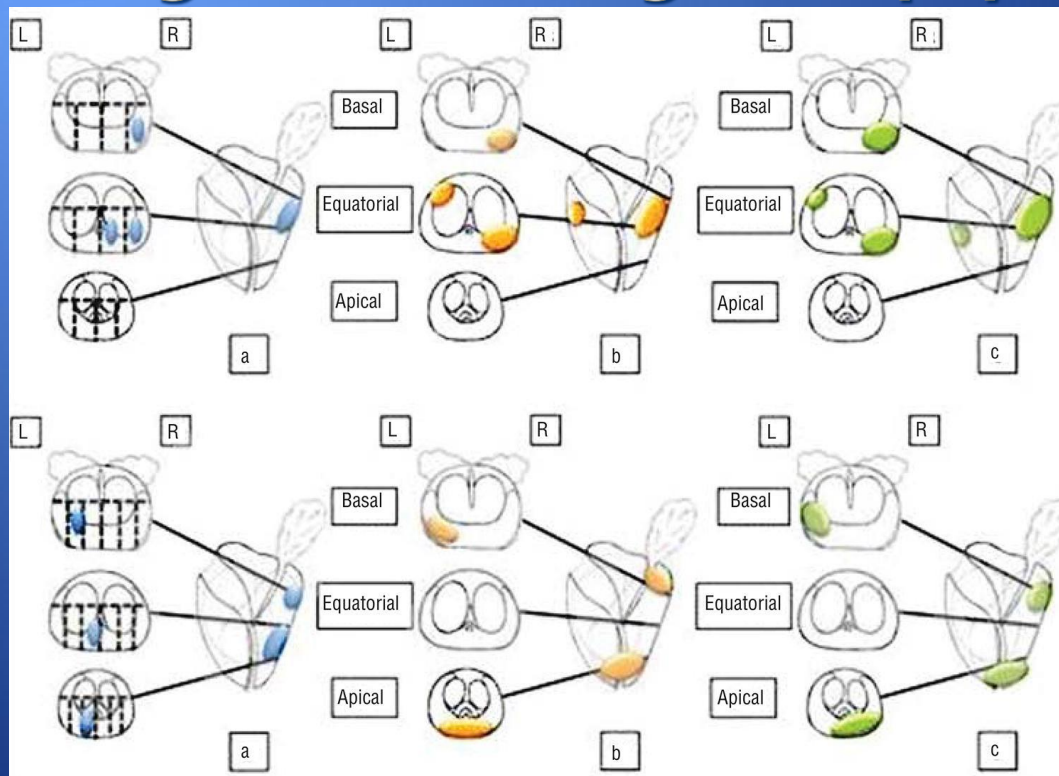 L R L R : L R :
Basal Basal
Equatorial Equatorial
Apical Apical
a b c
L R L R L R
Basal Basal
Equatorial Equatorial
Apical Apical
a b c